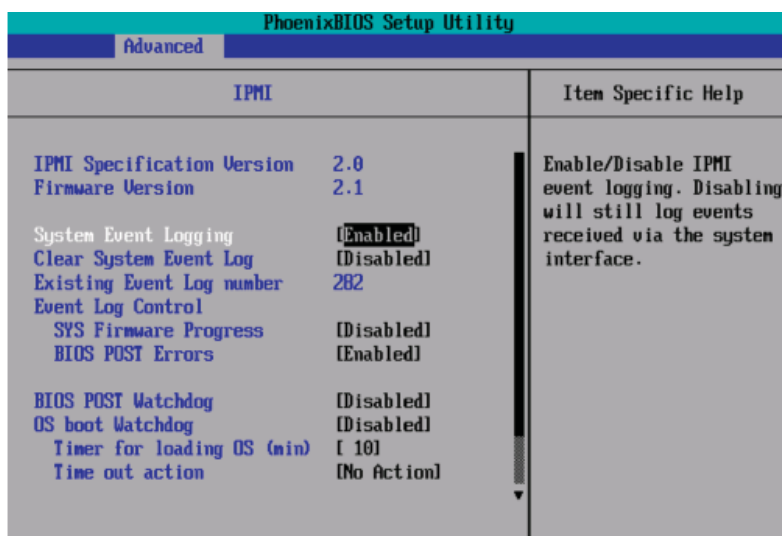 PhoenixBIOS Setup Utility
Advanced
IPMI
Item Specific Help
IPMI Specification Version 2.0
Firmware Version 2.1
System Event Logging [Enabled]
Clear System Event Log [Disabled]
Existing Event Log number 282
Event Log Control
SYS Firmware Progress [Disabled]
BIOS POST Errors [Enabled]
BIOS POST Watchdog [Disabled]
OS boot Watchdog [Disabled]
Timer for loading OS (min) [ 10]
Time out action [No Action]
Enable/Disable IPMI
event logging. Disabling
will still log events
received via the system
interface.